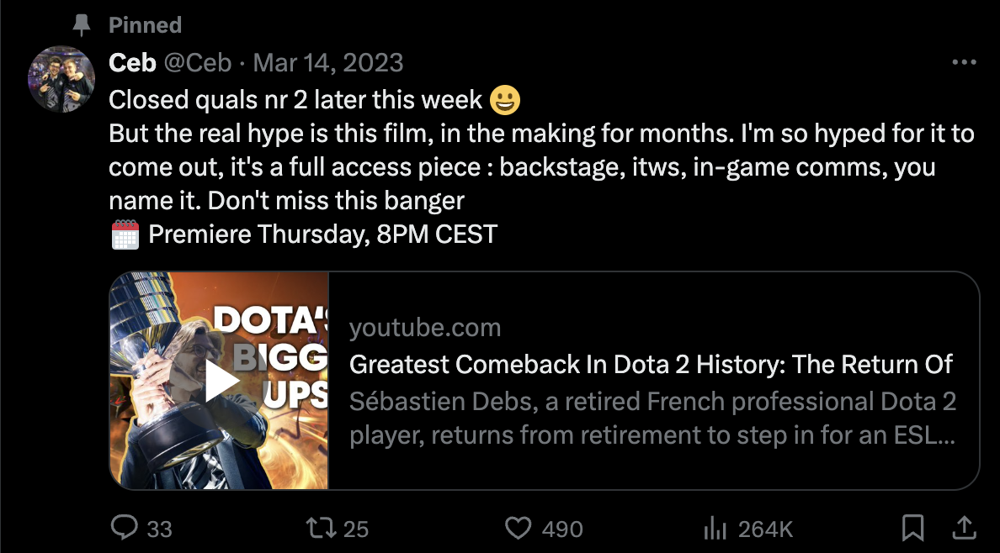 Pinned
Ceb @Ceb · Mar 14, 2023
Closed quals nr 2 later this week 😀
But the real hype is this film, in the making for months. I'm so hyped for it to
come out, it's a full access piece : backstage, itws, in-game comms, you
name it. Don't miss this banger
🗓️ Premiere Thursday, 8PM CEST
DOTA'S
BIGG
UPS
youtube.com
Greatest Comeback In Dota 2 History: The Return Of
Sébastien Debs, a retired French professional Dota 2
player, returns from retirement to step in for an ESL...
33
25
490
264K